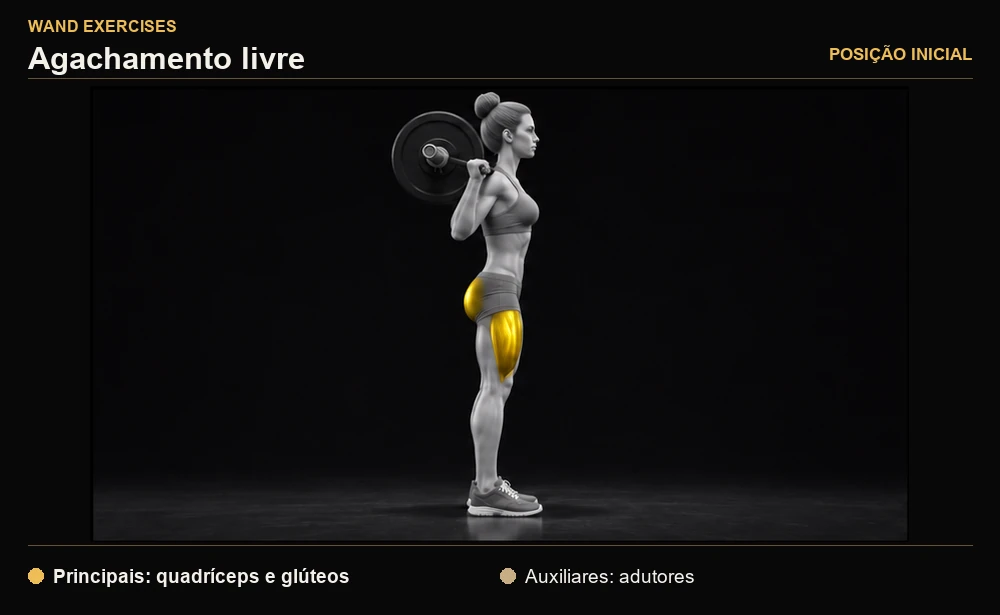 WAND EXERCISES
Agachamento livre
POSIÇÃO INICIAL
Principais: quadríceps e glúteos
Auxiliares: adutores